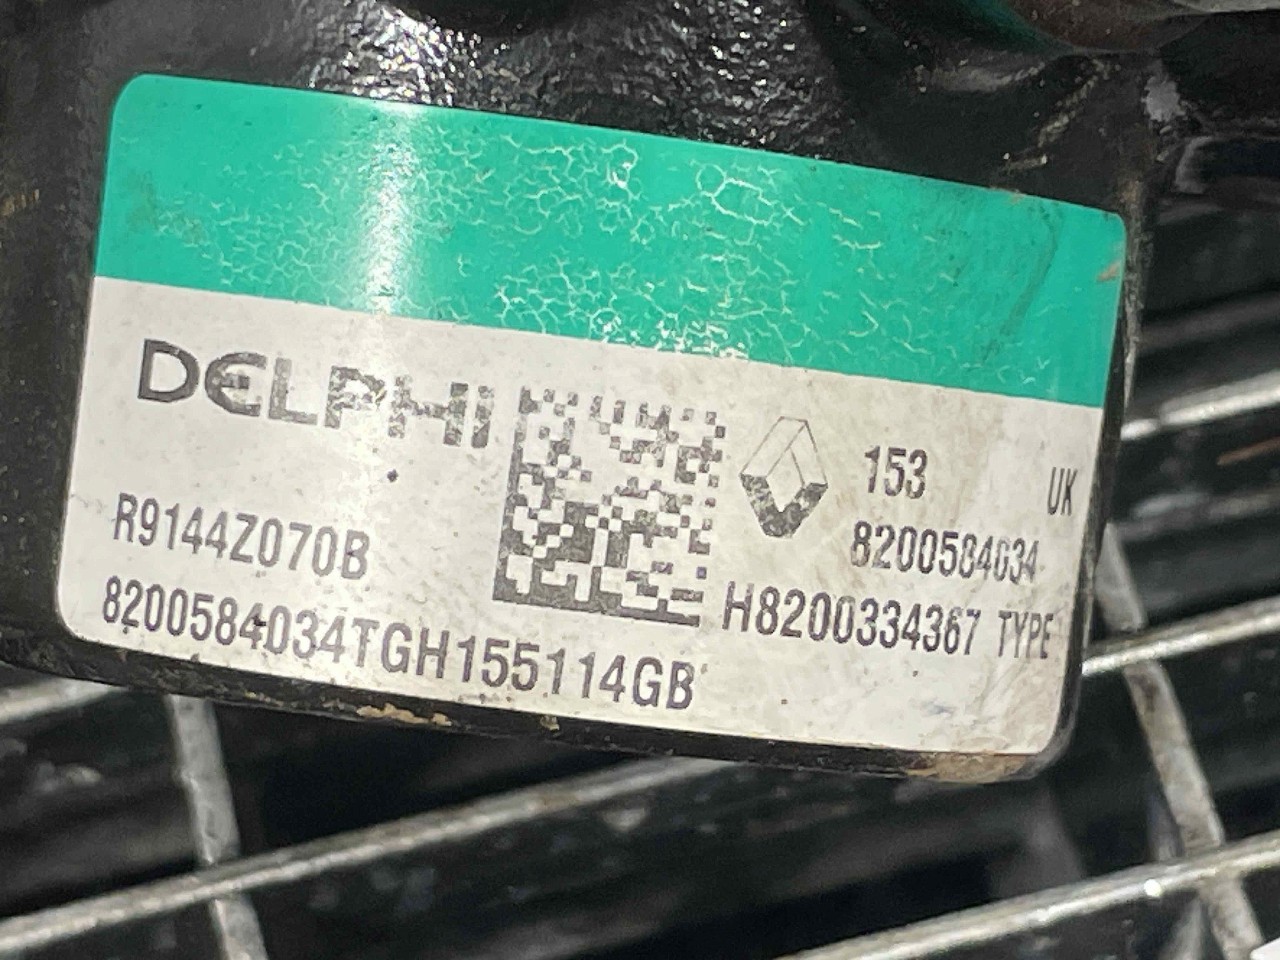 DELPHI
153
UK
R9144Z070B
8200584034
8200584034TGH155114GB
H8200334367 TYPE